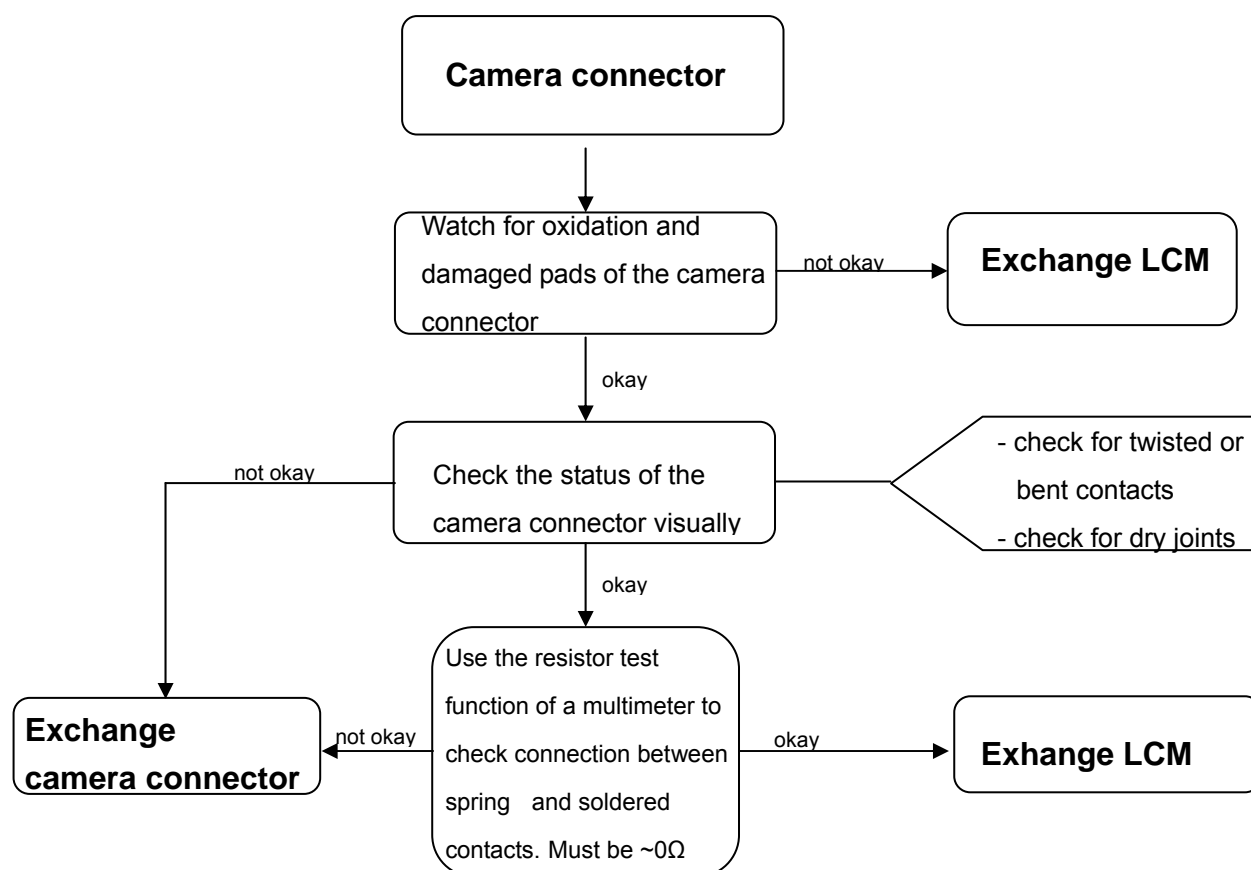 Camera connector
Watch for oxidation and
damaged pads of the camera
connector
not okay
Exchange LCM
okay
Check the status of the
camera connector visually
not okay
- check for twisted or
bent contacts
- check for dry joints
okay
Use the resistor test
function of a multimeter to
check connection between
spring and soldered
contacts. Must be ~0Ω
not okay
Exchange
camera connector
okay
Exhange LCM